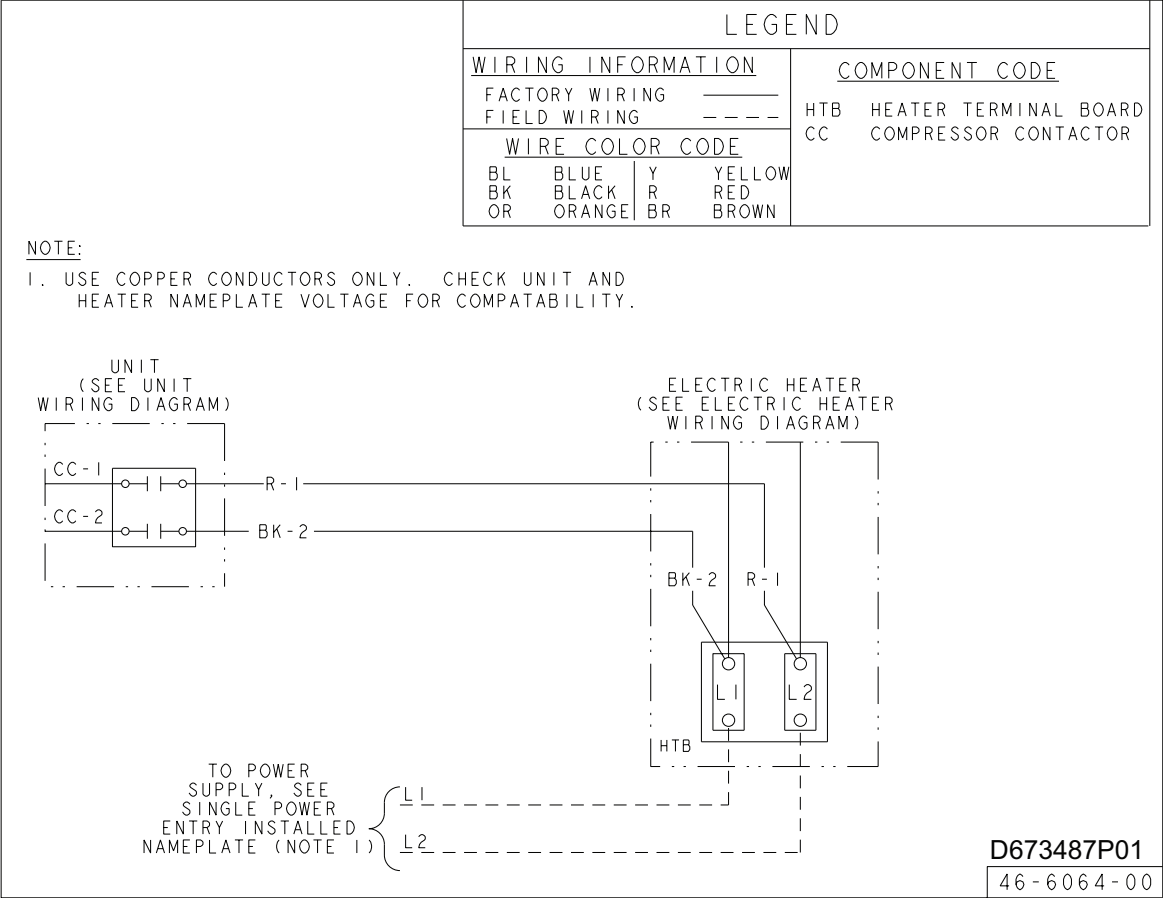 LEGEND
WIRING INFORMATION
FACTORY WIRING
FIELD WIRING
WIRE COLOR CODE
BL BLUE Y YELLOW
BK BLACK R RED
OR ORANGE BR BROWN
COMPONENT CODE
HTB HEATER TERMINAL BOARD
CC COMPRESSOR CONTACTOR
NOTE:
1. USE COPPER CONDUCTORS ONLY. CHECK UNIT AND
HEATER NAMEPLATE VOLTAGE FOR COMPATABILITY.
UNIT
(SEE UNIT
WIRING DIAGRAM)
CC-1
CC-2
R-1
BK-2
ELECTRIC HEATER
(SEE ELECTRIC HEATER
WIRING DIAGRAM)
BK-2
R-1
L1
L2
HTB
TO POWER
SUPPLY, SEE
SINGLE POWER
ENTRY INSTALLED
NAMEPLATE (NOTE 1)
L1
L2
D673487P01
46-6064-00